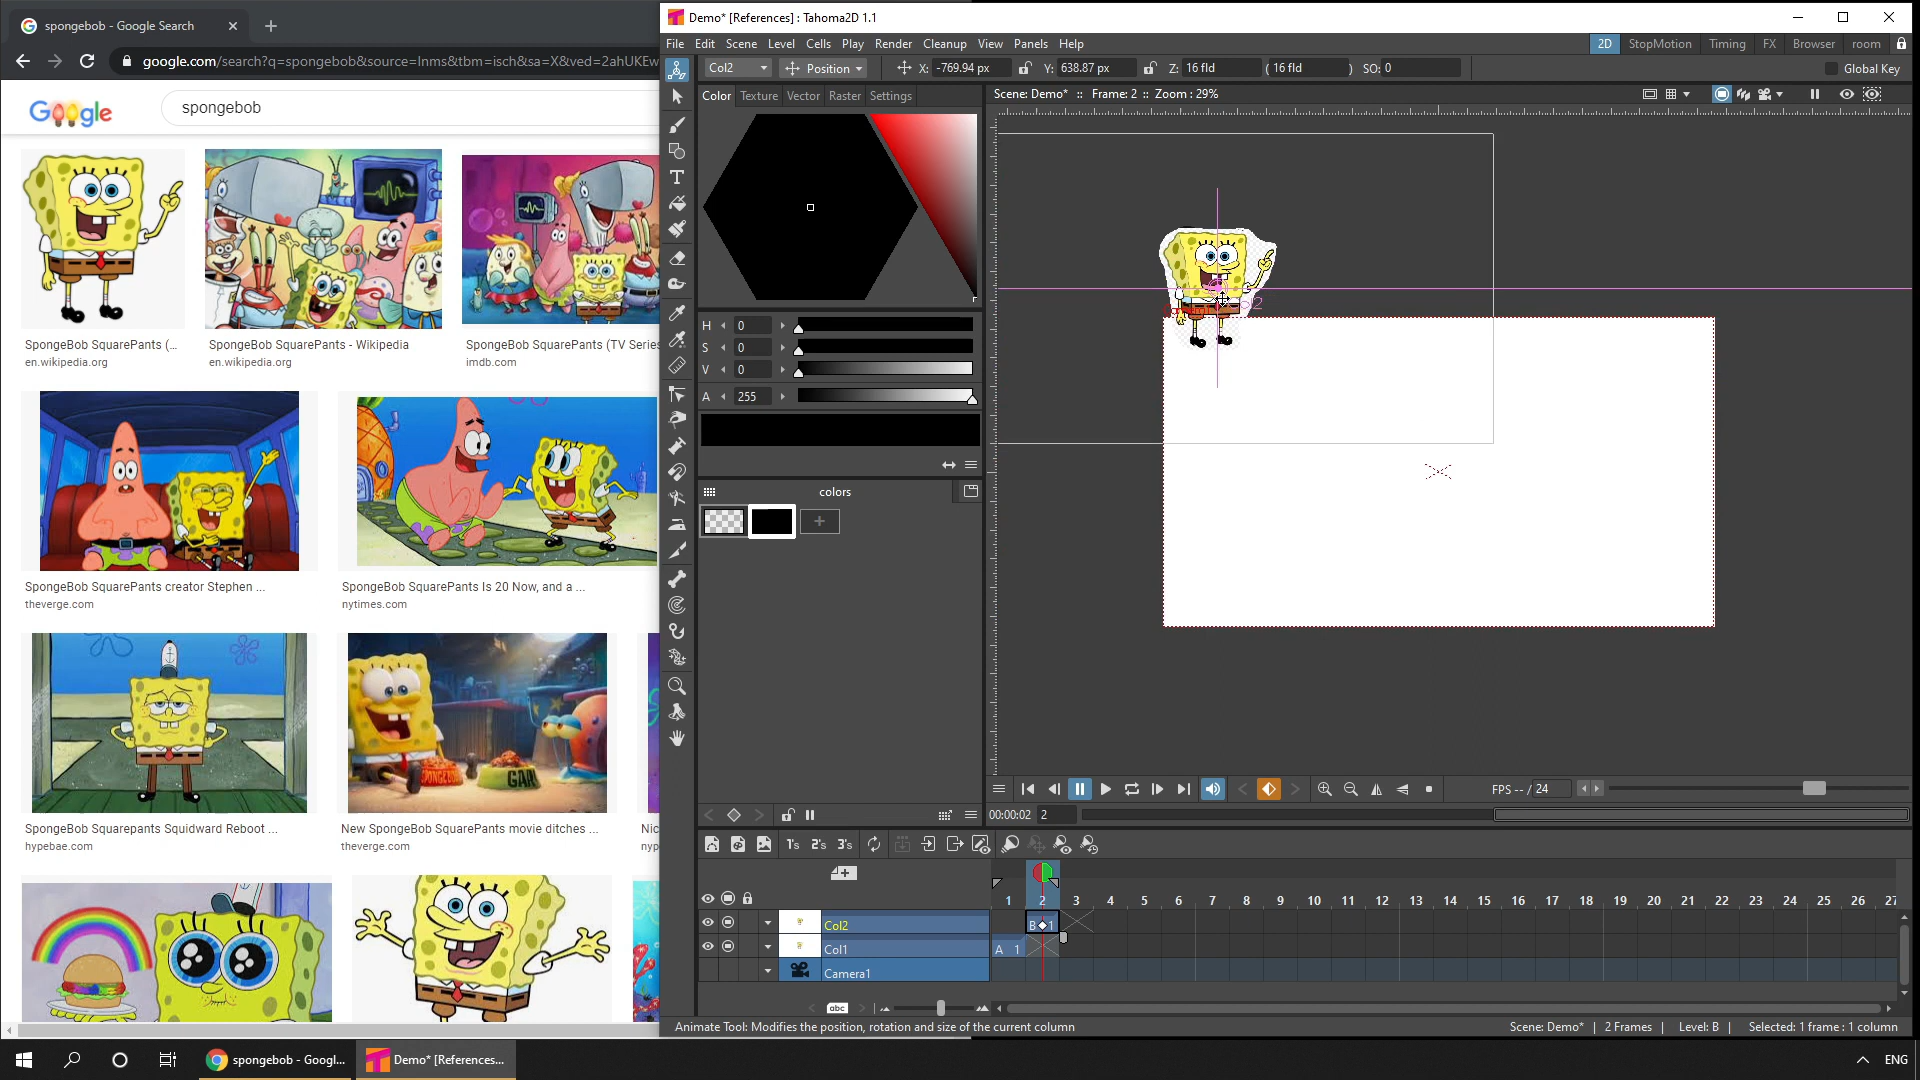 spongebob - Google Search
google.com/search?q=spongebob&source=lnms&tbm=isch&sa=X&ved=2ahUKEw
Google
spongebob
SpongeBob SquarePants (...
en.wikipedia.org
SpongeBob SquarePants - Wikipedia
en.wikipedia.org
SpongeBob SquarePants (TV Series
imdb.com
SpongeBob SquarePants creator Stephen ...
theverge.com
SpongeBob SquarePants Is 20 Now, and a ...
nytimes.com
SpongeBob Squarepants Squidward Reboot ...
hypebae.com
New SpongeBob SquarePants movie ditches ...
theverge.com
Nic
nyp
Demo* [References] : Tahoma2D 1.1
File Edit Scene Level Cells Play Render Cleanup View Panels Help
2D StopMotion Timing FX Browser room
Col2 Position X: -769.94 px Y: 638.87 px Z: 16 fld ( 16 fld ) SO: 0 Global Key
Color Texture Vector Raster Settings
Scene: Demo* :: Frame: 2 :: Zoom : 29%
H 0
S 0
V 0
A 255
colors
FPS -- / 24
00:00:02 2
1's 2's 3's
1 2 3 4 5 6 7 8 9 10 11 12 13 14 15 16 17 18 19 20 21 22 23 24 25 26 27
Col2 B 1
Col1 A 1
Camera1
abc
Animate Tool: Modifies the position, rotation and size of the current column
Scene: Demo* | 2 Frames | Level: B | Selected: 1 frame : 1 column
spongebob - Googl...
Demo* [References...
ENG